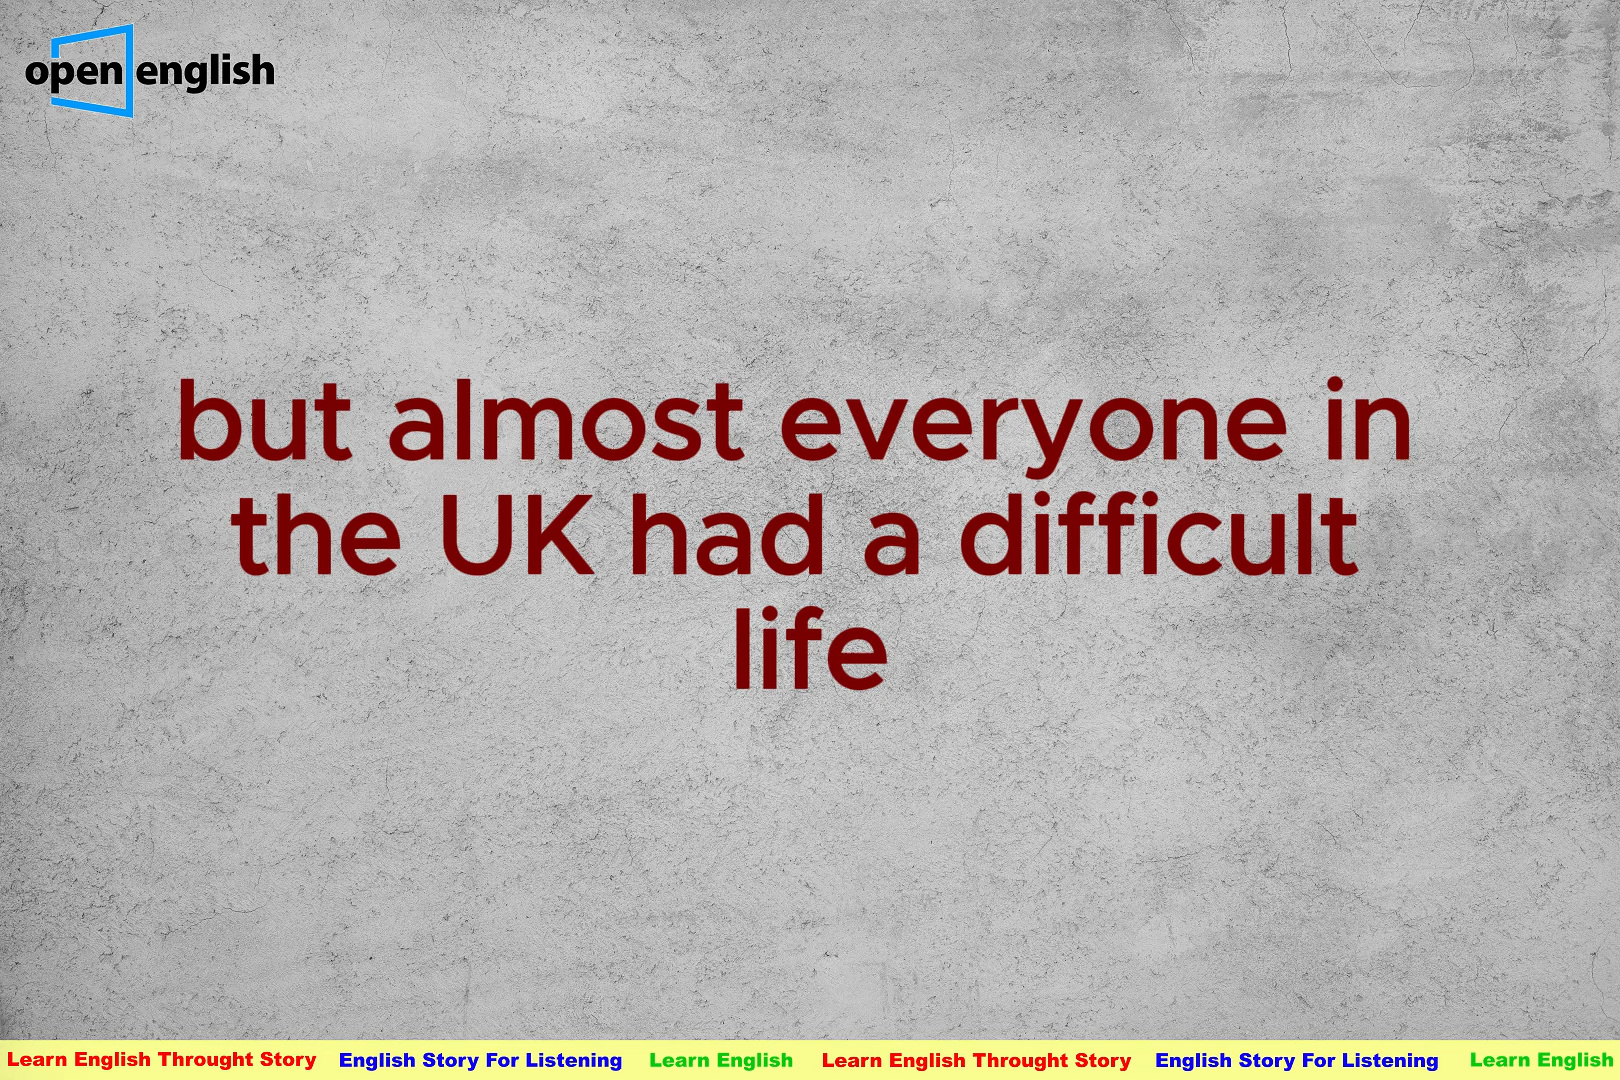 open english
but almost everyone in
the UK had a difficult
life
Learn English Throught Story English Story For Listening Learn English Learn English Throught Story English Story For Listening Learn English